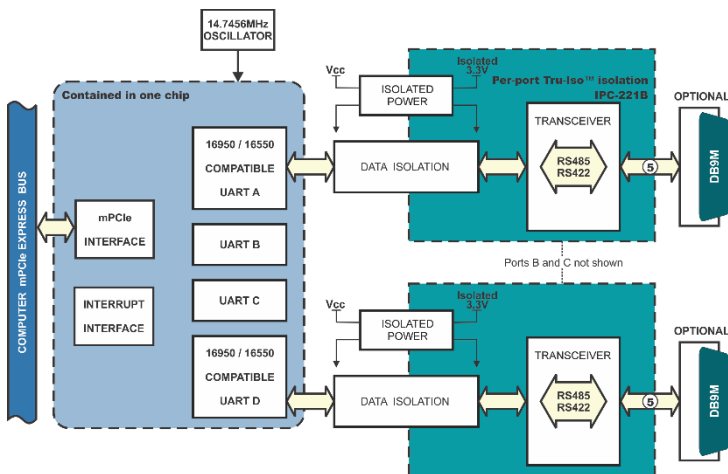 14.7456MHz
OSCILLATOR
Contained in one chip
COMPUTER mPCIe EXPRESS BUS
mPCIe
INTERFACE
INTERRUPT
INTERFACE
16950 / 16550
COMPATIBLE
UART A
UART B
UART C
16950 / 16550
COMPATIBLE
UART D
Vcc
ISOLATED
POWER
Isolated
3.3V
DATA ISOLATION
Per-port Tru-Iso™ isolation
IPC-221B
TRANSCEIVER
RS485
RS422
5
OPTIONAL
DB9M
Ports B and C not shown
Vcc
ISOLATED
POWER
Isolated
3.3V
DATA ISOLATION
TRANSCEIVER
RS485
RS422
5
OPTIONAL
DB9M